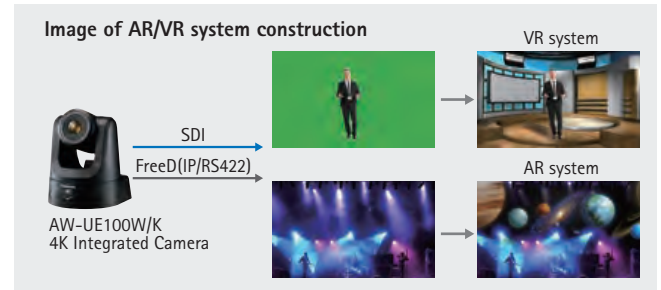 Image of AR/VR system construction
VR system
SDI
FreeD(IP/RS422)
AR system
AW-UE100W/K
4K Integrated Camera